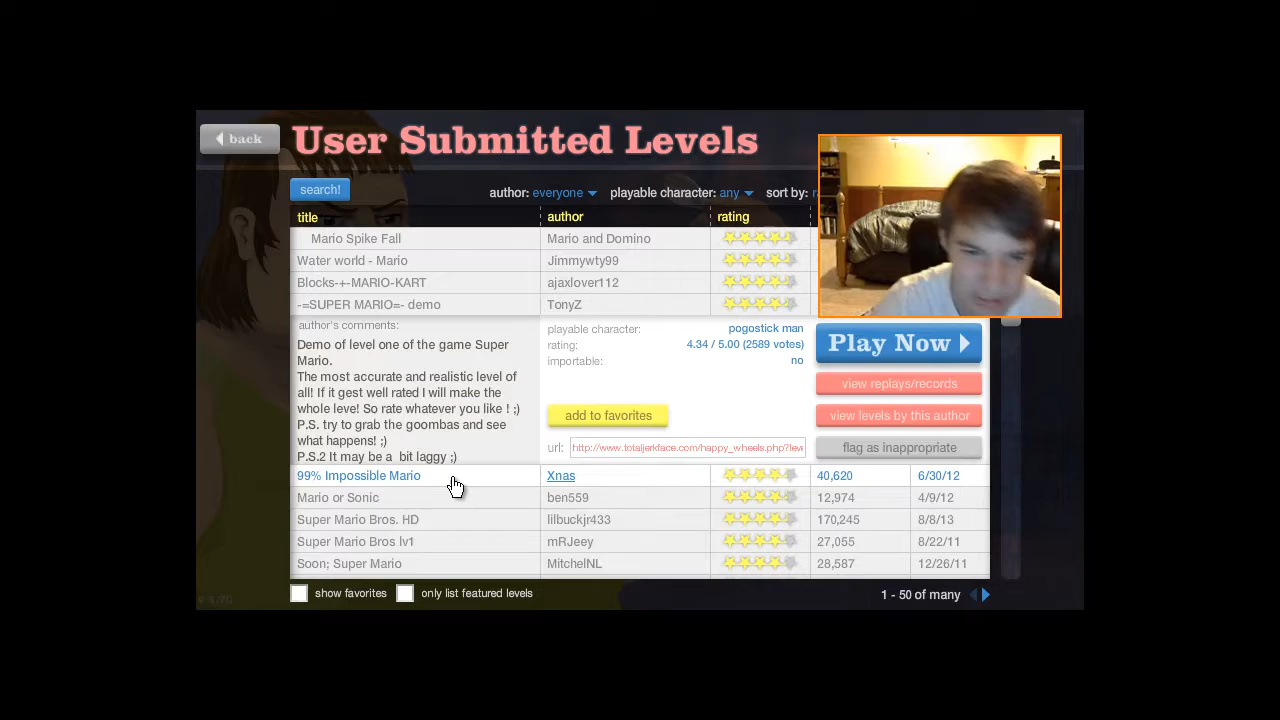 back
User Submitted Levels
search!
author: everyone playable character: any sort by:
title author rating
Mario Spike Fall Mario and Domino
Water world - Mario Jimmywty99
Blocks-+-MARIO-KART ajaxlover112
-=SUPER MARIO=- demo TonyZ
author's comments:
Demo of level one of the game Super
Mario.
The most accurate and realistic level of
all! If it gest well rated I will make the
whole level! So rate whatever you like ! ;)
P.S. try to grab the goombas and see
what happens! ;)
P.S.2 It may be a bit laggy ;)
playable character: pogostick man
rating: 4.34 / 5.00 (2589 votes)
importable: no
add to favorites
url: http://www.totaljerkface.com/happy_wheels.php?lev
Play Now
view replays/records
view levels by this author
flag as inappropriate
99% Impossible Mario Xnas 40,620 6/30/12
Mario or Sonic ben559 12,974 4/9/12
Super Mario Bros. HD lilbuckjr433 170,245 8/8/13
Super Mario Bros lv1 mRJeey 27,055 8/22/11
Soon; Super Mario MitchelNL 28,587 12/26/11
show favorites only list featured levels 1 - 50 of many